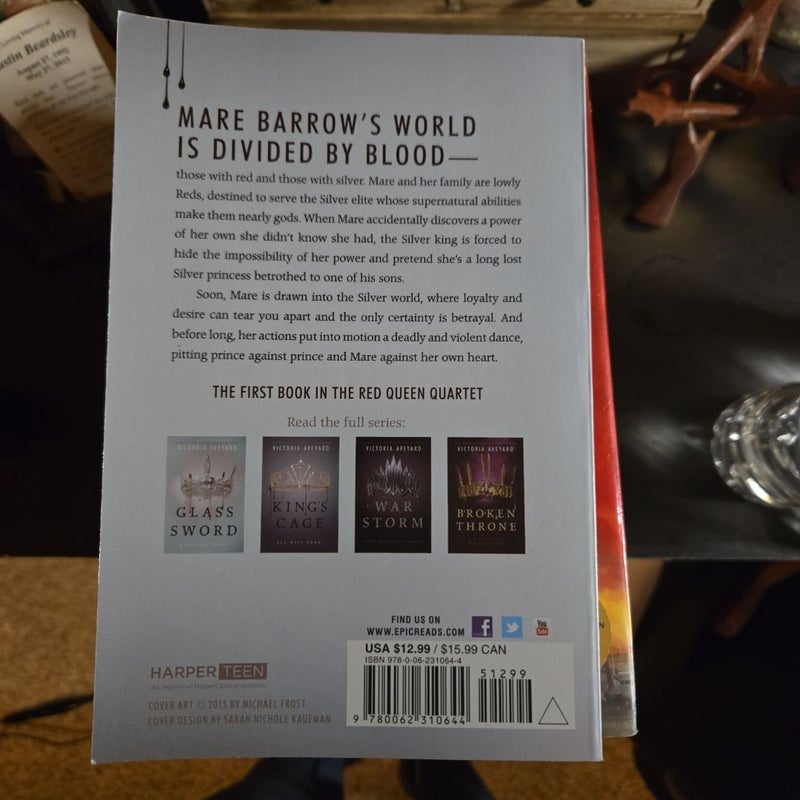 In Loving Memory of
Beardsley
MARE BARROW'S WORLD
IS DIVIDED BY BLOOD—
those with red and those with silver. Mare and her family are lowly
Reds, destined to serve the Silver elite whose supernatural abilities
make them nearly gods. When Mare accidentally discovers a power
of her own she didn't know she had, the Silver king is forced to
hide the impossibility of her power and pretend she's a long lost
Silver princess betrothed to one of his sons.
Soon, Mare is drawn into the Silver world, where loyalty and
desire can tear you apart and the only certainty is betrayal. And
before long, her actions put into motion a deadly and violent dance,
pitting prince against prince and Mare against her own heart.
THE FIRST BOOK IN THE RED QUEEN QUARTET
Read the full series:
VICTORIA AVEYARD
GLASS
SWORD
VICTORIA AVEYARD
KING'S
CAGE
VICTORIA AVEYARD
WAR
STORM
VICTORIA AVEYARD
BROKEN
THRONE
FIND US ON
WWW.EPICREADS.COM
f
You
Tube
USA $12.99 / $15.99 CAN
ISBN 978-0-06-231064-4
51299
9 780062 310644
HARPER TEEN
An Imprint of HarperCollinsPublishers
COVER ART © 2015 BY MICHAEL FROST
COVER DESIGN BY SARAH NICHOLE KAUFMAN